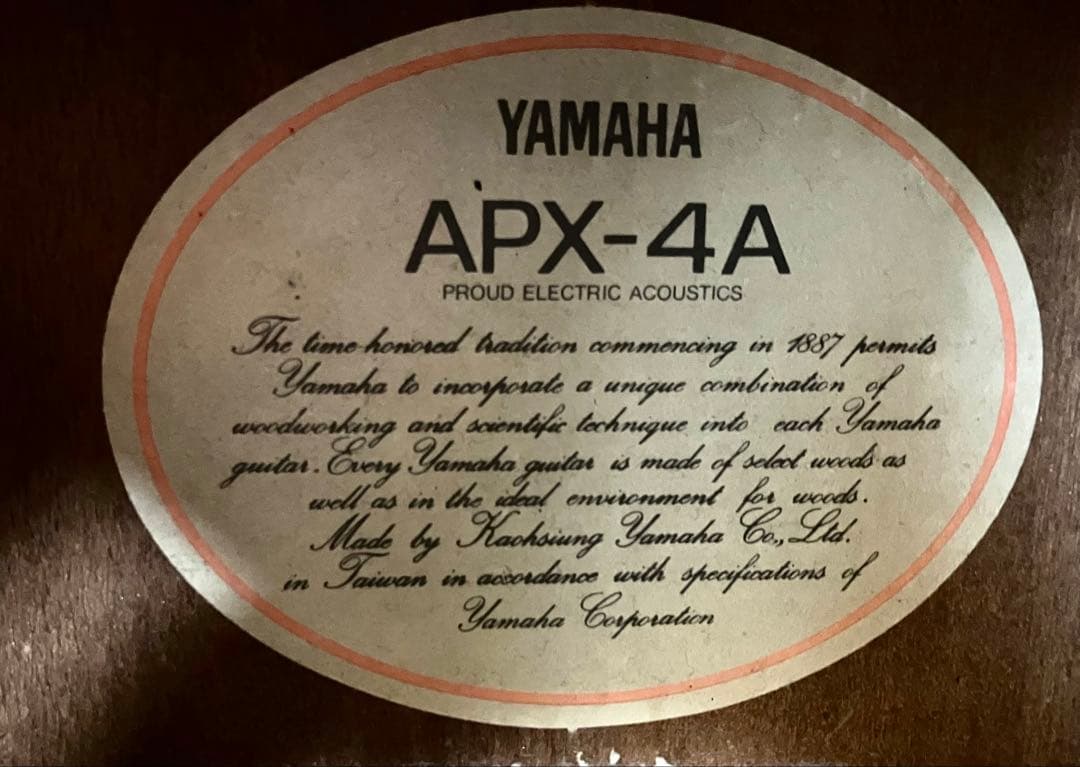 YAMAHA
APX-4A
PROUD ELECTRIC ACOUSTICS
The time-honored tradition commencing in 1887 permits
Yamaha to incorporate a unique combination of
woodworking and scientific technique into each Yamaha
guitar. Every Yamaha guitar is made of select woods as
well as in the ideal environment for woods.
Made by Kaohsiung Yamaha Co., Ltd.
in Taiwan in accordance with specifications of
Yamaha Corporation